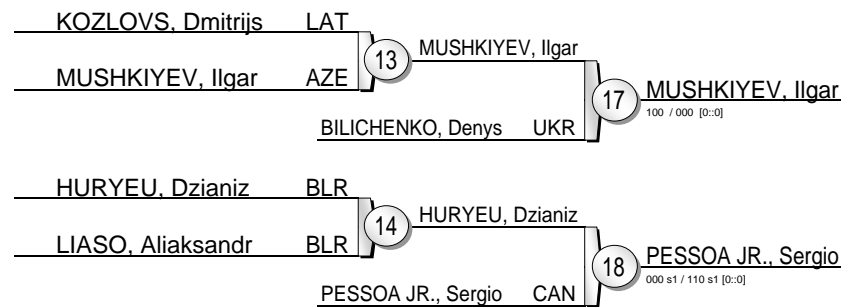 KOZLOVS, Dmitrijs LAT
13 MUSHKIYEV, Ilgar
MUSHKIYEV, Ilgar AZE
17 MUSHKIYEV, Ilgar
100 / 000 [0::0]
BILICHENKO, Denys UKR
HURYEU, Dzianiz BLR
14 HURYEU, Dzianiz
LIASO, Aliaksandr BLR
18 PESSOA JR., Sergio
000 s1 / 110 s1 [0::0]
PESSOA JR., Sergio CAN